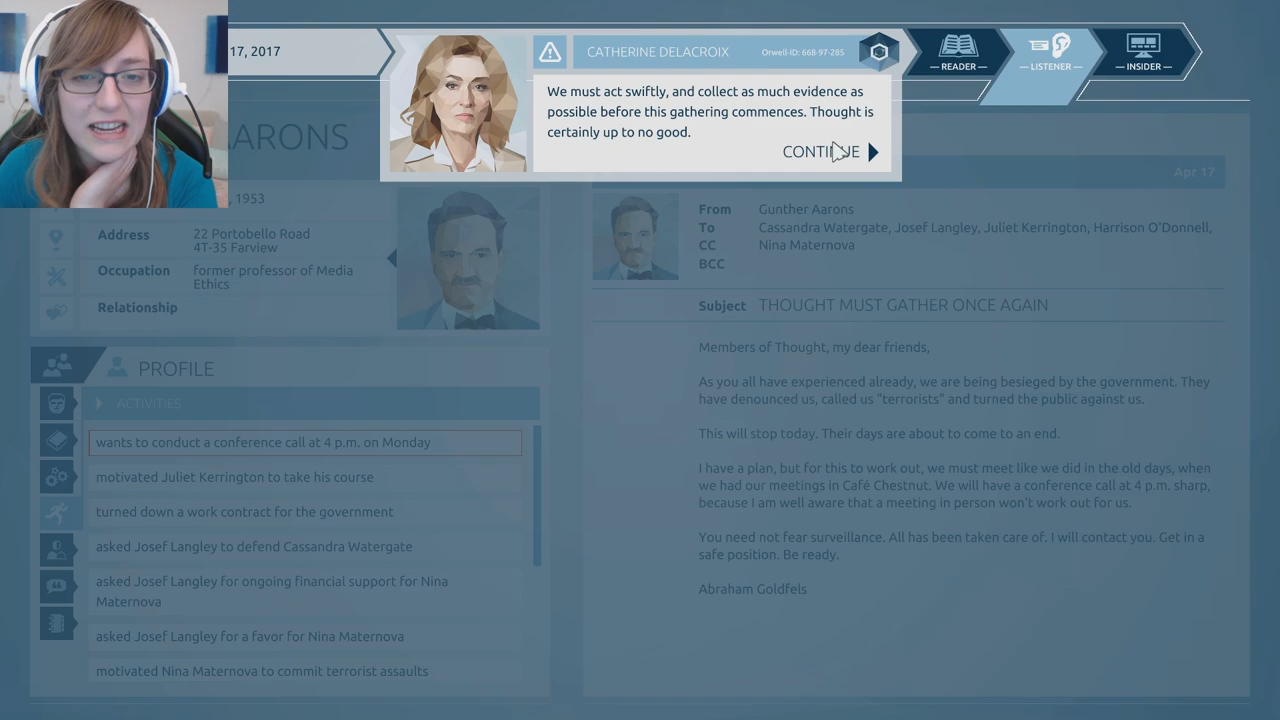 17, 2017
CATHERINE DELACROIX
Orwell-ID: 668-97-285
READER
LISTENER
INSIDER
We must act swiftly, and collect as much evidence as
possible before this gathering commences. Thought is
certainly up to no good.
CONTINUE
AARONS
1953
Address
22 Portobello Road
4T-35 Farview
Occupation
former professor of Media
Ethics
Relationship
PROFILE
ACTIVITIES
wants to conduct a conference call at 4 p.m. on Monday
motivated Juliet Kerrington to take his course
turned down a work contract for the government
asked Josef Langley to defend Cassandra Watergate
asked Josef Langley for ongoing financial support for Nina
Maternova
asked Josef Langley for a favor for Nina Maternova
motivated Nina Maternova to commit terrorist assaults
Apr 17
From Gunther Aarons
To Cassandra Watergate, Josef Langley, Juliet Kerrington, Harrison O'Donnell,
CC Nina Maternova
BCC
Subject THOUGHT MUST GATHER ONCE AGAIN
Members of Thought, my dear friends,
As you all have experienced already, we are being besieged by the government. They
have denounced us, called us "terrorists" and turned the public against us.
This will stop today. Their days are about to come to an end.
I have a plan, but for this to work out, we must meet like we did in the old days, when
we had our meetings in Café Chestnut. We will have a conference call at 4 p.m. sharp,
because I am well aware that a meeting in person won't work out for us.
You need not fear surveillance. All has been taken care of. I will contact you. Get in a
safe position. Be ready.
Abraham Goldfels